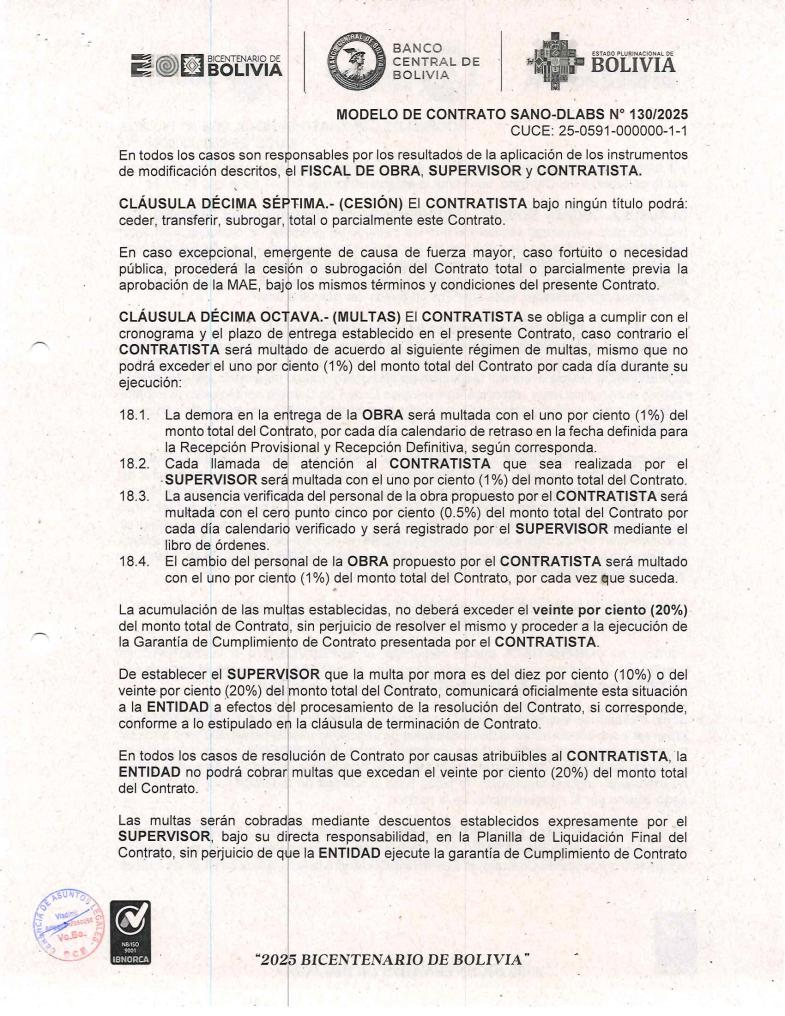 BICENTENARIO DE
BOLIVIA
BANCO CENTRAL DE BOLIVIA
BANCO
CENTRAL DE
BOLIVIA
ESTADO PLURINACIONAL DE
BOLIVIA
MODELO DE CONTRATO SANO-DLABS N° 130/2025
CUCE: 25-0591-000000-1-1
En todos los casos son responsables por los resultados de la aplicación de los instrumentos
de modificación descritos, el FISCAL DE OBRA, SUPERVISOR y CONTRATISTA.
CLÁUSULA DÉCIMA SÉPTIMA.- (CESIÓN) El CONTRATISTA bajo ningún título podrá:
ceder, transferir, subrogar, total o parcialmente este Contrato.
En caso excepcional, emergente de causa de fuerza mayor, caso fortuito o necesidad
pública, procederá la cesión o subrogación del Contrato total o parcialmente previa la
aprobación de la MAE, bajo los mismos términos y condiciones del presente Contrato.
CLÁUSULA DÉCIMA OCTAVA.- (MULTAS) El CONTRATISTA se obliga a cumplir con el
cronograma y el plazo de entrega establecido en el presente Contrato, caso contrario el
CONTRATISTA será multado de acuerdo al siguiente régimen de multas, mismo que no
podrá exceder el uno por ciento (1%) del monto total del Contrato por cada día durante su
ejecución:
18.1. La demora en la entrega de la OBRA será multada con el uno por ciento (1%) del
monto total del Contrato, por cada día calendario de retraso en la fecha definida para
la Recepción Provisional y Recepción Definitiva, según corresponda.
18.2. Cada llamada de atención al CONTRATISTA que sea realizada por el
SUPERVISOR será multada con el uno por ciento (1%) del monto total del Contrato.
18.3. La ausencia verificada del personal de la obra propuesto por el CONTRATISTA será
multada con el cero punto cinco por ciento (0.5%) del monto total del Contrato por
cada día calendario verificado y será registrado por el SUPERVISOR mediante el
libro de órdenes.
18.4. El cambio del personal de la OBRA propuesto por el CONTRATISTA será multado
con el uno por ciento (1%) del monto total del Contrato, por cada vez que suceda.
La acumulación de las multas establecidas, no deberá exceder el veinte por ciento (20%)
del monto total de Contrato, sin perjuicio de resolver el mismo y proceder a la ejecución de
la Garantía de Cumplimiento de Contrato presentada por el CONTRATISTA.
De establecer el SUPERVISOR que la multa por mora es del diez por ciento (10%) o del
veinte por ciento (20%) del monto total del Contrato, comunicará oficialmente esta situación
a la ENTIDAD a efectos del procesamiento de la resolución del Contrato, si corresponde,
conforme a lo estipulado en la cláusula de terminación de Contrato.
En todos los casos de resolución de Contrato por causas atribuibles al CONTRATISTA, la
ENTIDAD no podrá cobrar multas que excedan el veinte por ciento (20%) del monto total
del Contrato.
Las multas serán cobradas mediante descuentos establecidos expresamente por el
SUPERVISOR, bajo su directa responsabilidad, en la Planilla de Liquidación Final del
Contrato, sin perjuicio de que la ENTIDAD ejecute la garantía de Cumplimiento de Contrato
GERENCIA DE ASUNTOS LEGALES
Vo.Bo.
B.C.B.
NB/ISO
9001
IBNORCA
"2025 BICENTENARIO DE BOLIVIA"